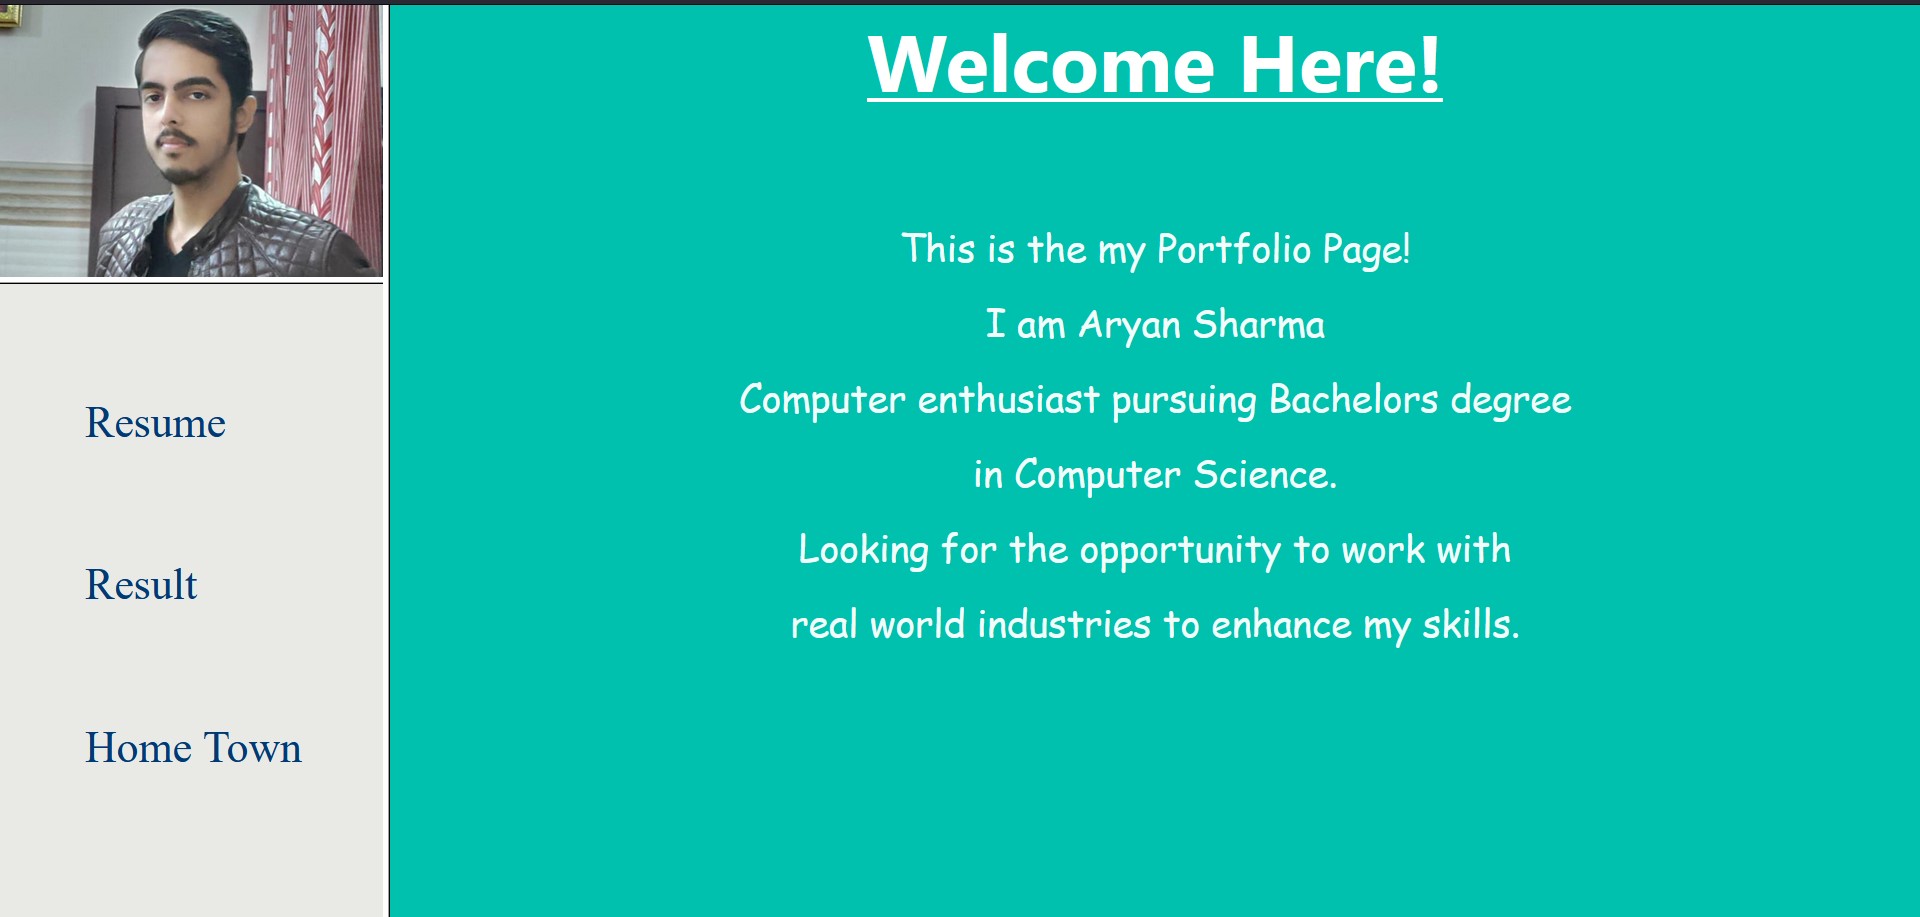 Welcome Here!
This is the my Portfolio Page!
I am Aryan Sharma
Computer enthusiast pursuing Bachelors degree
in Computer Science.
Looking for the opportunity to work with
real world industries to enhance my skills.
Resume
Result
Home Town